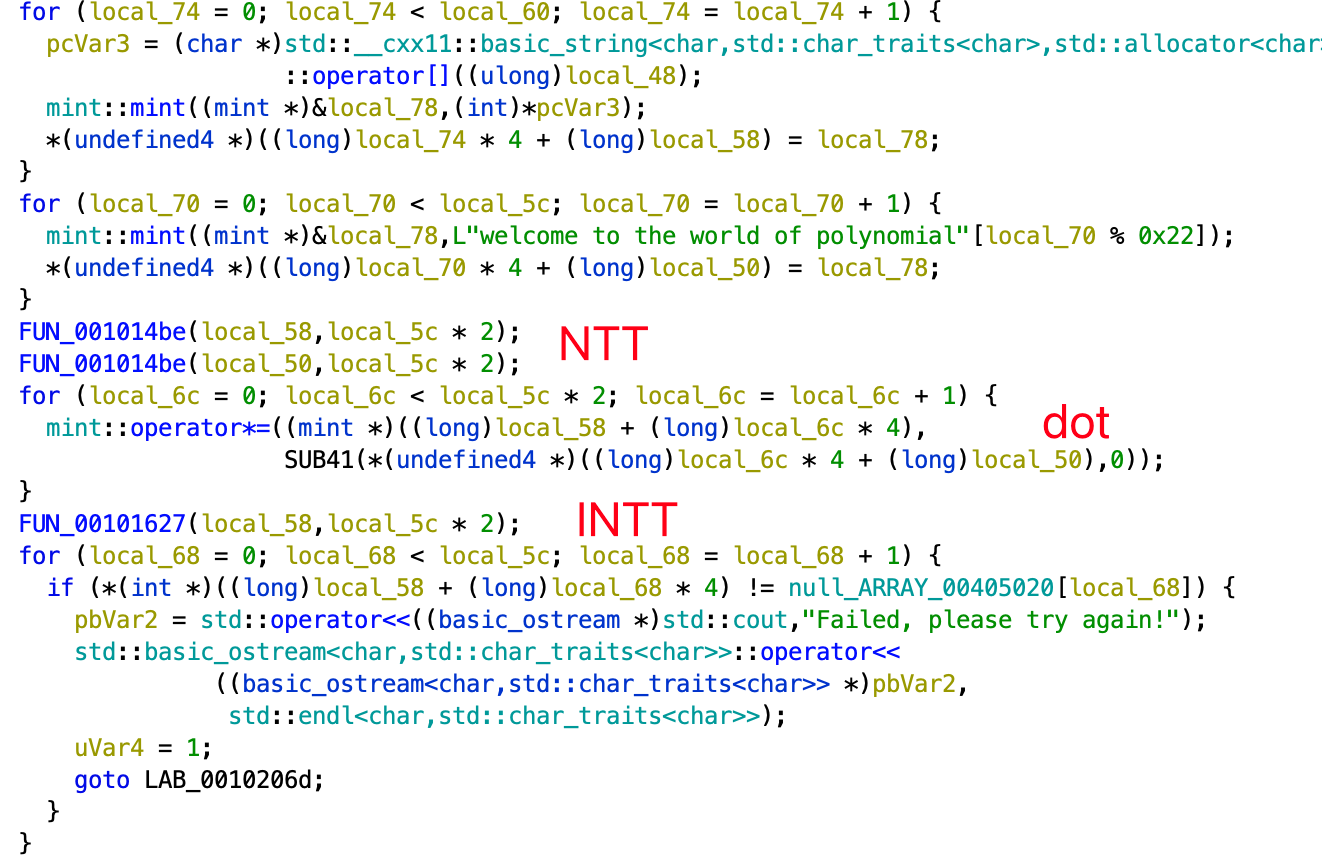 for (local_74 = 0; local_74 < local_60; local_74 = local_74 + 1) {
pcVar3 = (char *)std::__cxx11::basic_string<char,std::char_traits<char>,std::allocator<char>
::operator[]((ulong)local_48);
mint::mint((mint *)&local_78,(int)*pcVar3);
*(undefined4 *)((long)local_74 * 4 + (long)local_58) = local_78;
}
for (local_70 = 0; local_70 < local_5c; local_70 = local_70 + 1) {
mint::mint((mint *)&local_78,L"welcome to the world of polynomial"[local_70 % 0x22]);
*(undefined4 *)((long)local_70 * 4 + (long)local_50) = local_78;
}
FUN_001014be(local_58,local_5c * 2);
NTT
FUN_001014be(local_50,local_5c * 2);
for (local_6c = 0; local_6c < local_5c * 2; local_6c = local_6c + 1) {
mint::operator*=((mint *)((long)local_58 + (long)local_6c * 4),
dot
SUB41(*(undefined4 *)((long)local_6c * 4 + (long)local_50),0));
}
FUN_00101627(local_58,local_5c * 2);
INTT
for (local_68 = 0; local_68 < local_5c; local_68 = local_68 + 1) {
if (*(int *)((long)local_58 + (long)local_68 * 4) != null_ARRAY_00405020[local_68]) {
pbVar2 = std::operator<<((basic_ostream *)std::cout,"Failed, please try again!");
std::basic_ostream<char,std::char_traits<char>>::operator<<
((basic_ostream<char,std::char_traits<char>> *)pbVar2,
std::endl<char,std::char_traits<char>>);
uVar4 = 1;
goto LAB_0010206d;
}
}